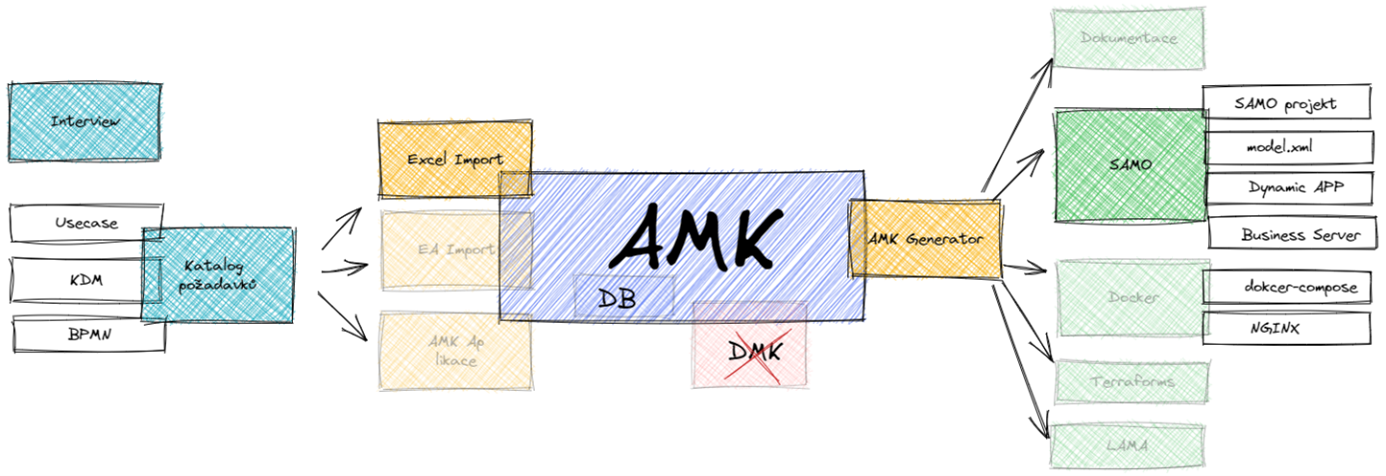 Interview
Usecase
KDM
BPMN
Katalog
požadavků
Excel Import
EA Import
AMK Ap
likace
AMK
DB
DMK
AMK Generator
Dokumentace
SAMO
SAMO projekt
model.xml
Dynamic APP
Business Server
Docker
dokcer-compose
NGINX
Terraforms
LAMA